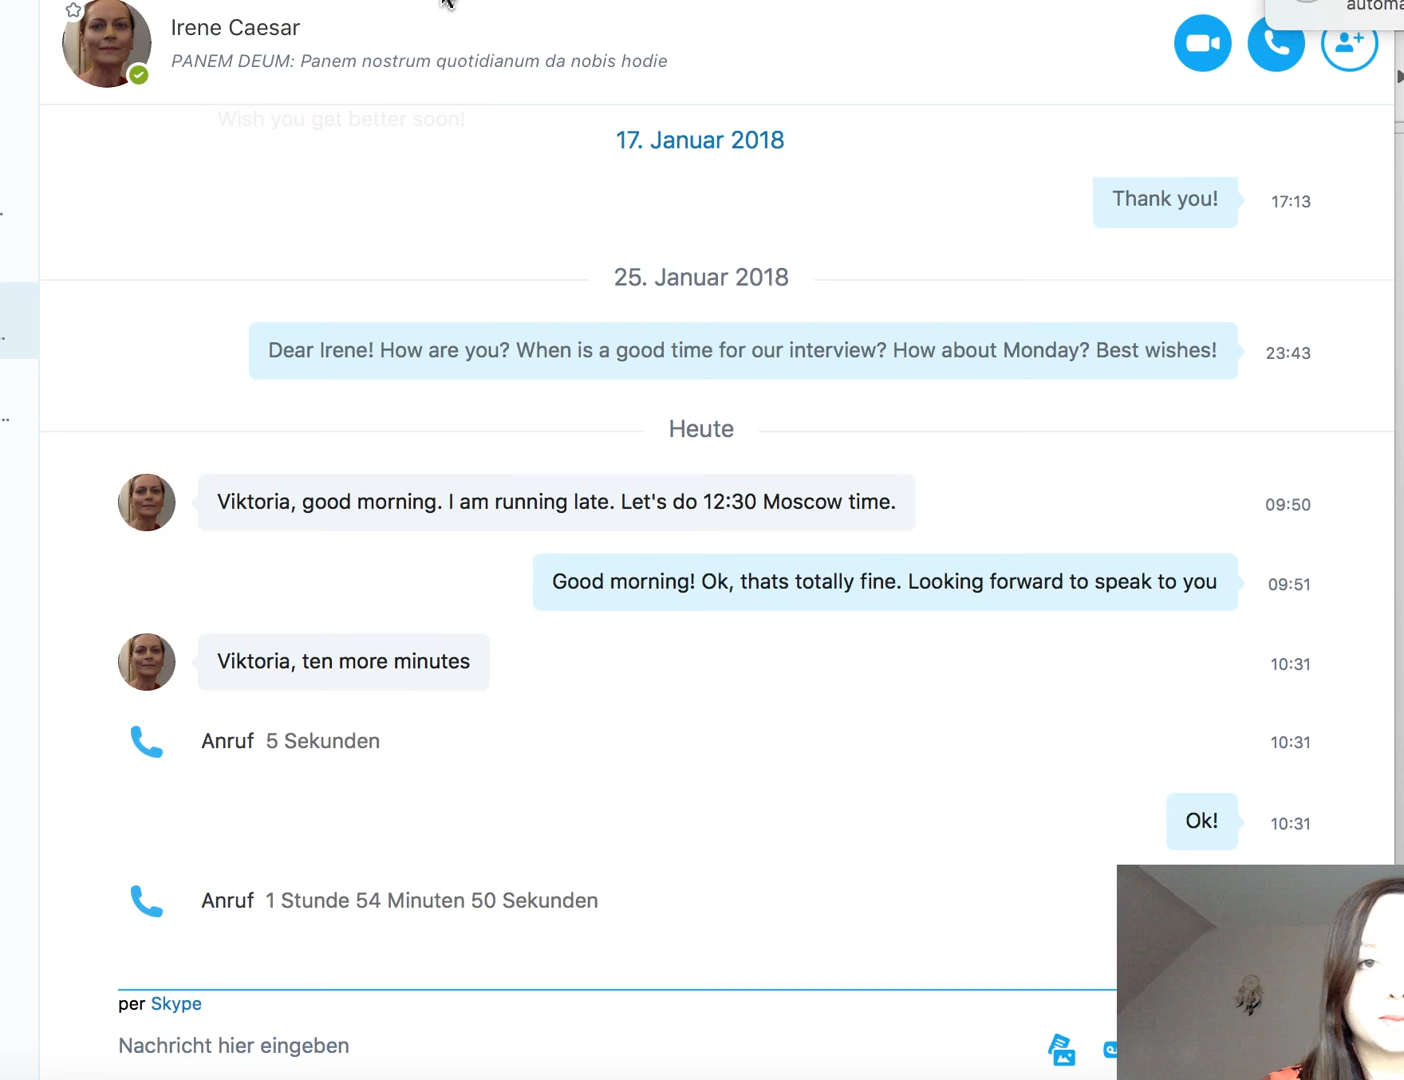 automa
Irene Caesar
PANEM DEUM: Panem nostrum quotidianum da nobis hodie
Wish you get better soon!
17. Januar 2018
Thank you!
17:13
25. Januar 2018
Dear Irene! How are you? When is a good time for our interview? How about Monday? Best wishes!
23:43
Heute
Viktoria, good morning. I am running late. Let's do 12:30 Moscow time.
09:50
Good morning! Ok, thats totally fine. Looking forward to speak to you
09:51
Viktoria, ten more minutes
10:31
Anruf 5 Sekunden
10:31
Ok!
10:31
Anruf 1 Stunde 54 Minuten 50 Sekunden
per Skype
Nachricht hier eingeben